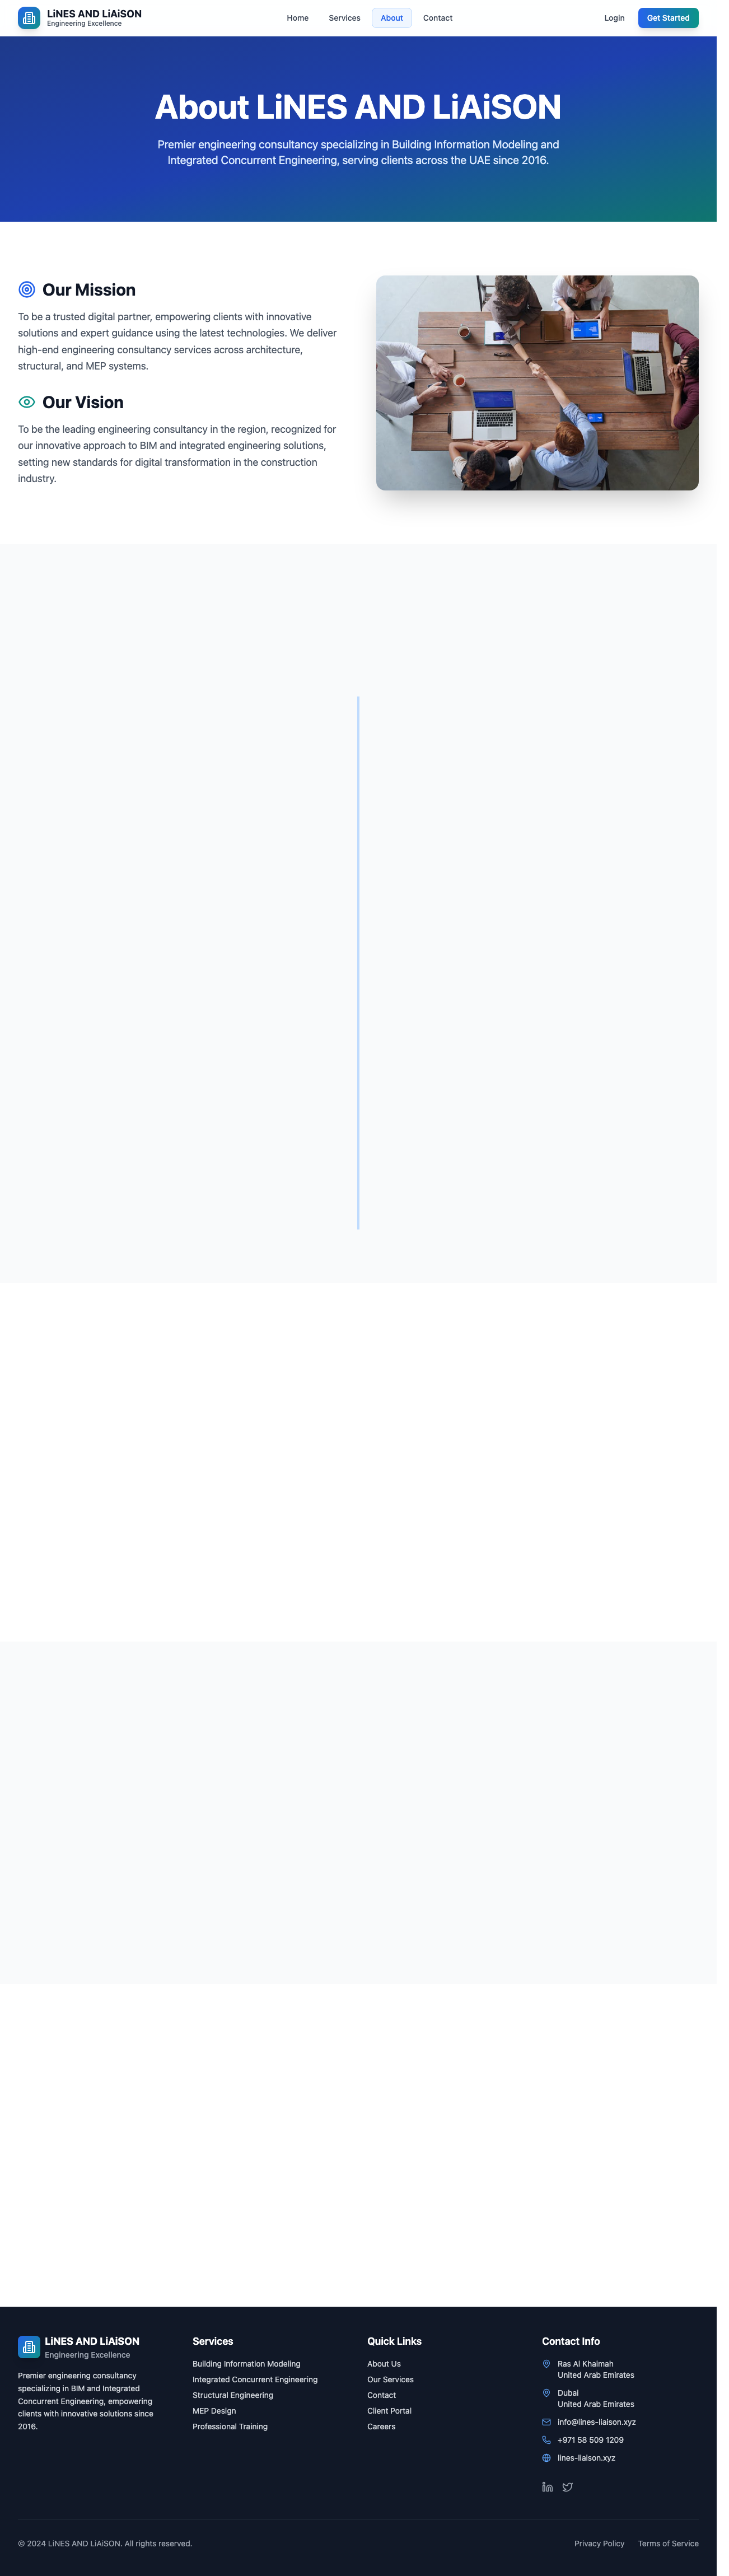 LiNES AND LiAiSON
Engineering Excellence
Home
Services
About
Contact
Login
Get Started
About LiNES AND LiAiSON
Premier engineering consultancy specializing in Building Information Modeling and
Integrated Concurrent Engineering, serving clients across the UAE since 2016.
Our Mission
To be a trusted digital partner, empowering clients with innovative
solutions and expert guidance using the latest technologies. We deliver
high-end engineering consultancy services across architecture,
structural, and MEP systems.
Our Vision
To be the leading engineering consultancy in the region, recognized for
our innovative approach to BIM and integrated engineering solutions,
setting new standards for digital transformation in the construction
industry.
LiNES AND LiAiSON
Engineering Excellence
Premier engineering consultancy
specializing in BIM and Integrated
Concurrent Engineering, empowering
clients with innovative solutions since
2016.
Services
Building Information Modeling
Integrated Concurrent Engineering
Structural Engineering
MEP Design
Professional Training
Quick Links
About Us
Our Services
Contact
Client Portal
Careers
Contact Info
Ras Al Khaimah
United Arab Emirates
Dubai
United Arab Emirates
info@lines-liaison.xyz
+971 58 509 1209
lines-liaison.xyz
© 2024 LiNES AND LiAiSON. All rights reserved.
Privacy Policy
Terms of Service